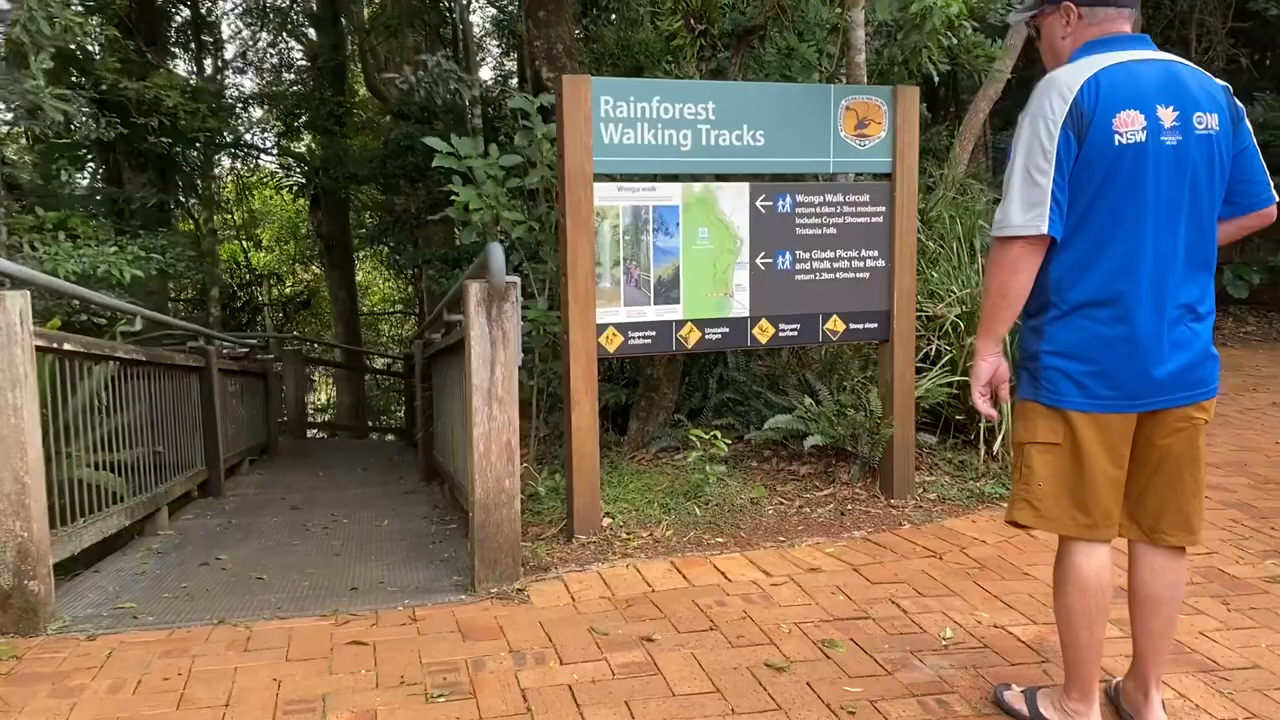 Rainforest
Walking Tracks
Wonga walk
Wonga Walk circuit
return 6.6km 2-3hrs moderate
Includes Crystal Showers and
Tristania Falls
The Glade Picnic Area
and Walk with the Birds
return 2.2km 45min easy
Supervise
children
Unstable
edges
Slippery
surface
Steep slope
NSW